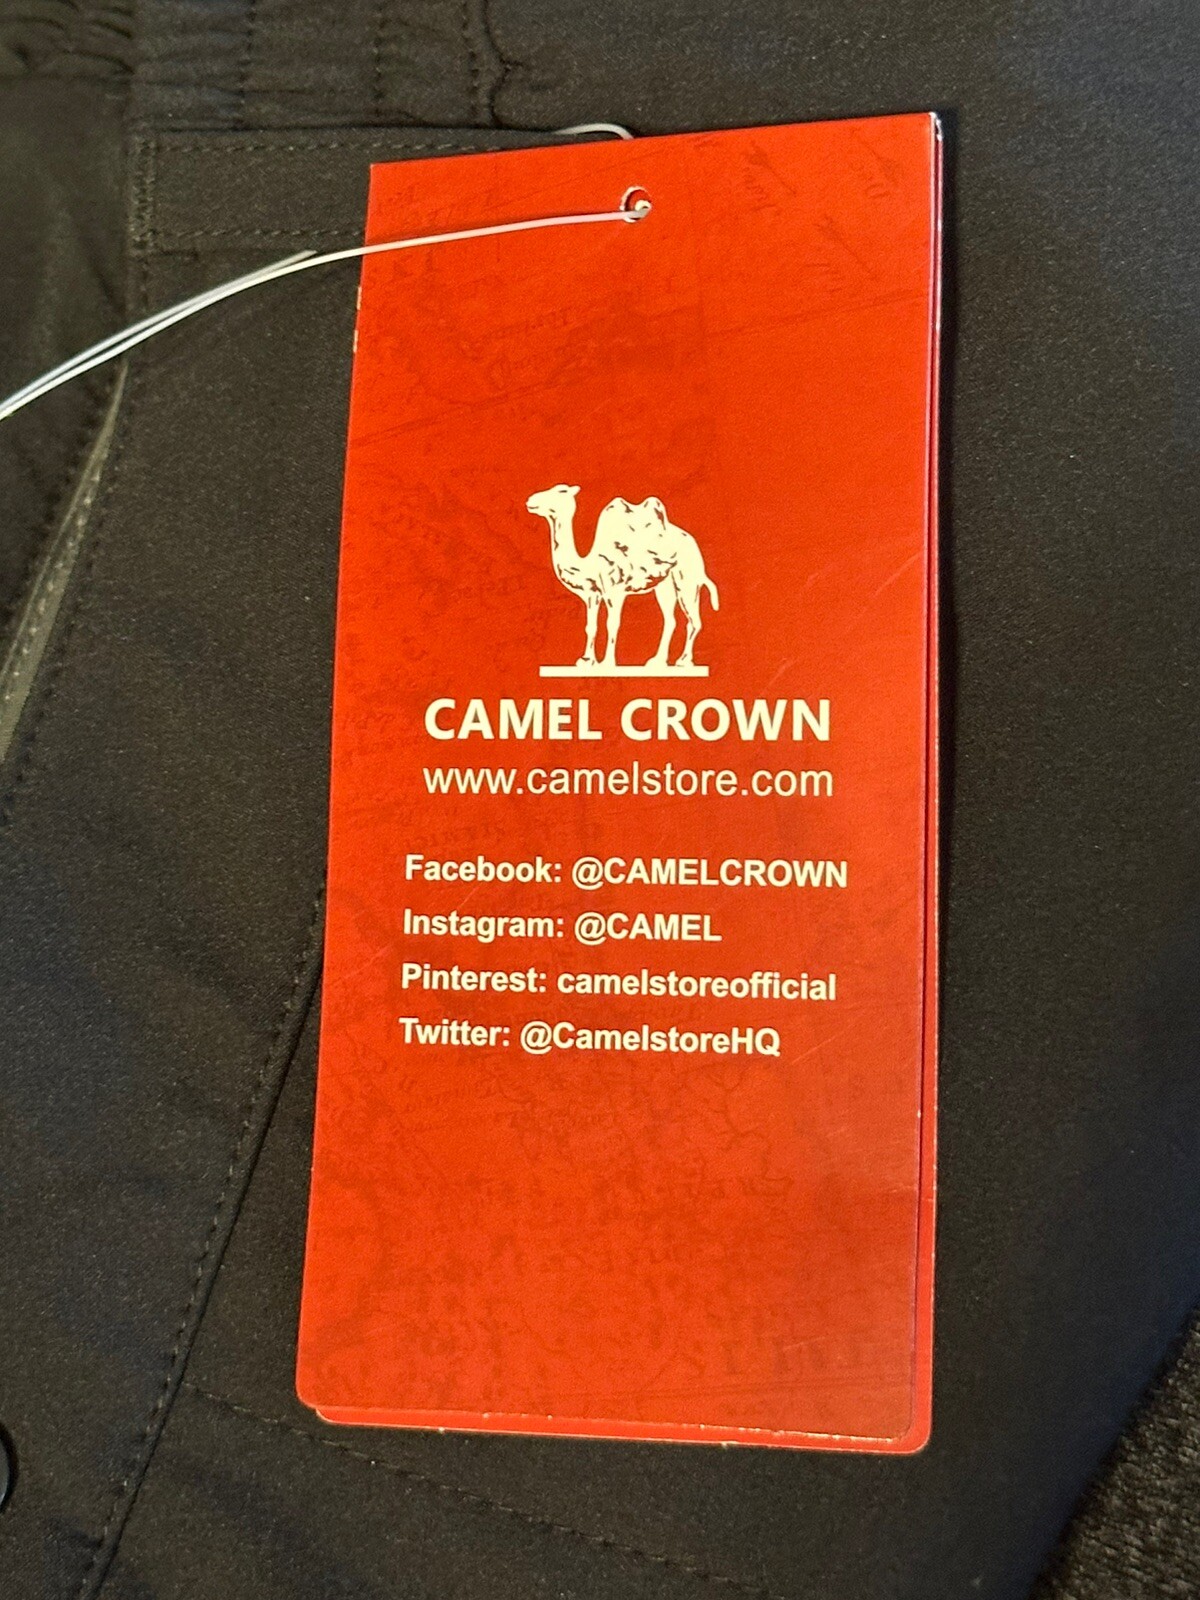 CAMEL CROWN
www.camelstore.com
Facebook: @CAMELCROWN
Instagram: @CAMEL
Pinterest: camelstoreofficial
Twitter: @CamelstoreHQ